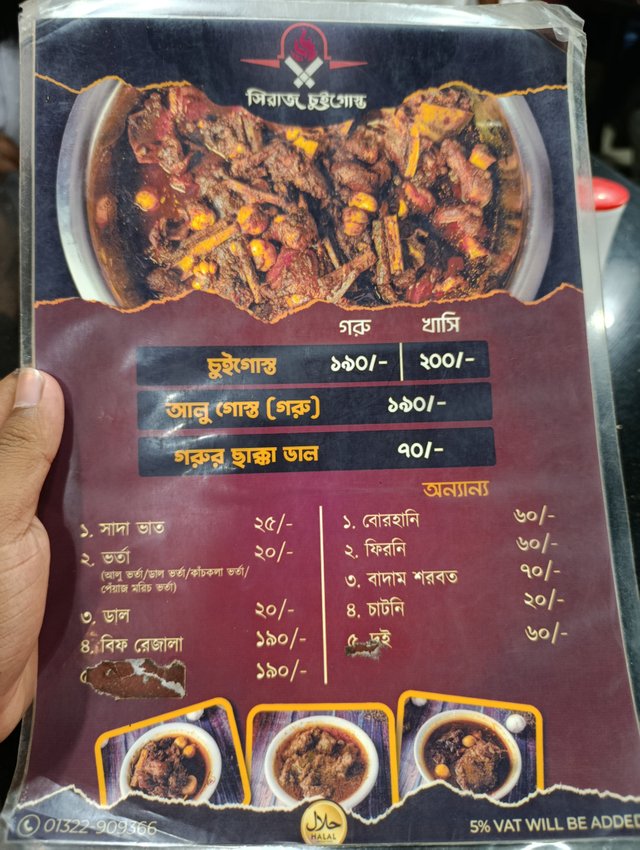 সিরাজ চুইগোস্ত
গরু খাসি
চুইগোস্ত ১৯০/- ২০০/-
আলু গোস্ত (গরু) ১৯০/-
গরুর ছাক্কা ডাল ৭০/-
১. সাদা ভাত ২৫/-
২. ভর্তা ২০/-
(আলু ভর্তা/ডাল ভর্তা/কাঁচকলা ভর্তা/
পেঁয়াজ মরিচ ভর্তা)
৩. ডাল ২০/-
৪. বিফ রেজালা ১৯০/-
১৯০/-
অন্যান্য
১. বোরহানি ৬০/-
২. ফিরনি ৬০/-
৩. বাদাম শরবত ৭০/-
৪. চাটনি ২০/-
৫. দই ৬০/-
01322-909366
حلال
HALAL
5% VAT WILL BE ADDED